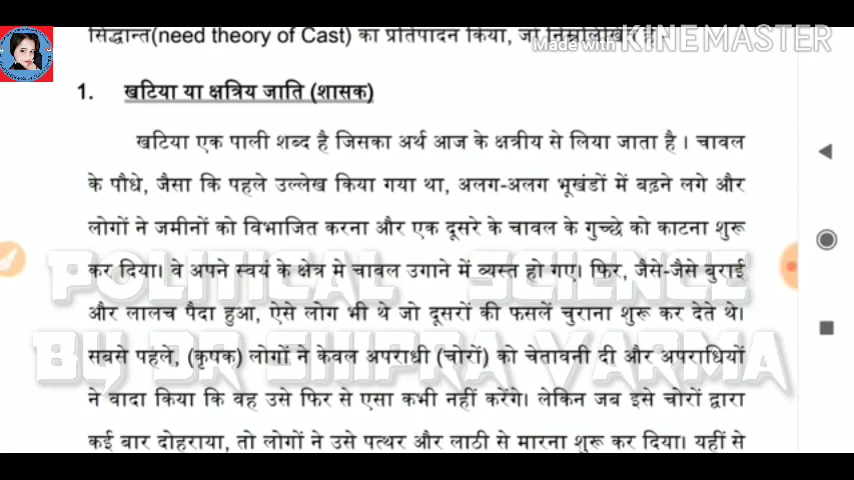 सिद्धान्त(need theory of Cast) का प्रतिपादन किया, जो निम्नलिखित है -
Made with KINEMASTER
1. खटिया या क्षत्रिय जाति (शासक)
खटिया एक पाली शब्द है जिसका अर्थ आज के क्षत्रीय से लिया जाता है। चावल
के पौधे, जैसा कि पहले उल्लेख किया गया था, अलग-अलग भूखंडों में बढ़ने लगे और
लोगों ने जमीनों को विभाजित करना और एक दूसरे के चावल के गुच्छे को काटना शुरू
कर दिया। वे अपने स्वयं के क्षेत्र मे चावल उगाने में व्यस्त हो गए। फिर, जैसे-जैसे बुराई
POLITICAL SCIENCE
और लालच पैदा हुआ, ऐसे लोग भी थे जो दूसरों की फसलें चुराना शुरू कर देते थे।
सबसे पहले, (कृषक) लोगों ने केवल अपराधी (चोरों) को चेतावनी दी और अपराधियों
BY DR SHIPRA VARMA
ने वादा किया कि वह उसे फिर से एसा कभी नहीं करेंगे। लेकिन जब इसे चोरों द्वारा
कई बार दोहराया, तो लोगों ने उसे पत्थर और लाठी से मारना शुरू कर दिया। यहीं से